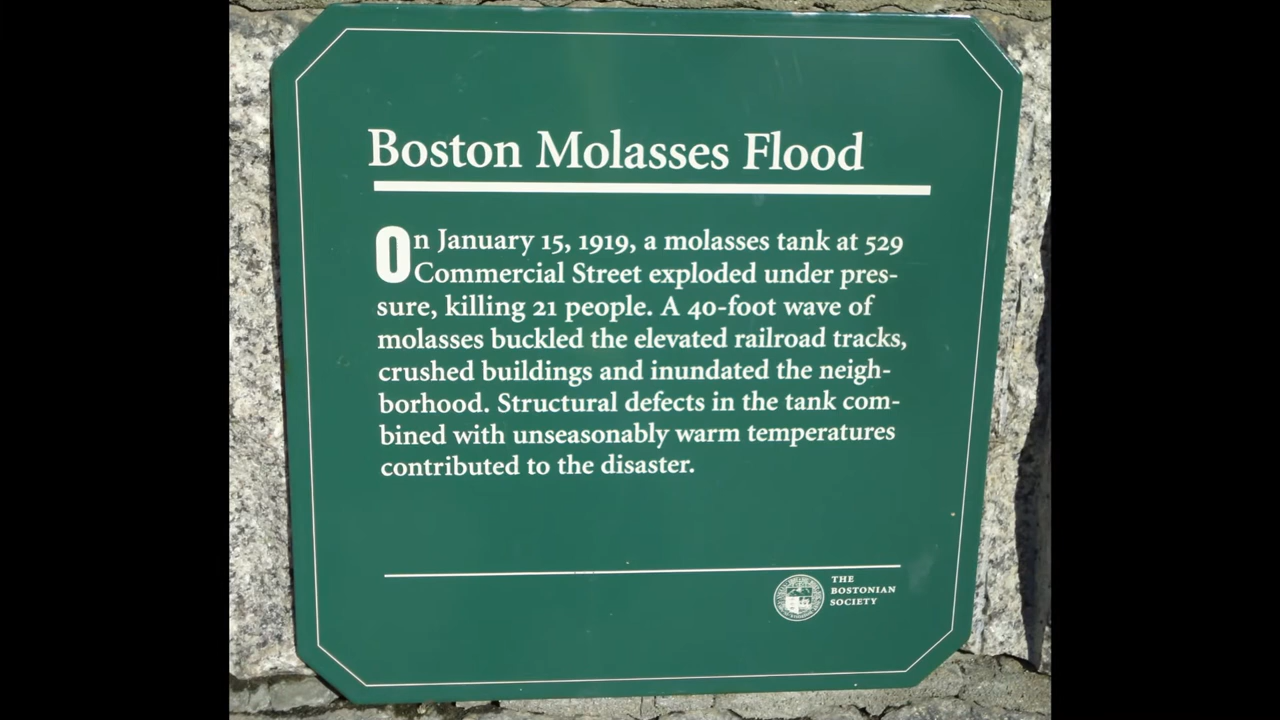 Boston Molasses Flood
On January 15, 1919, a molasses tank at 529
Commercial Street exploded under pres-
sure, killing 21 people. A 40-foot wave of
molasses buckled the elevated railroad tracks,
crushed buildings and inundated the neigh-
borhood. Structural defects in the tank com-
bined with unseasonably warm temperatures
contributed to the disaster.
THE
BOSTONIAN
SOCIETY